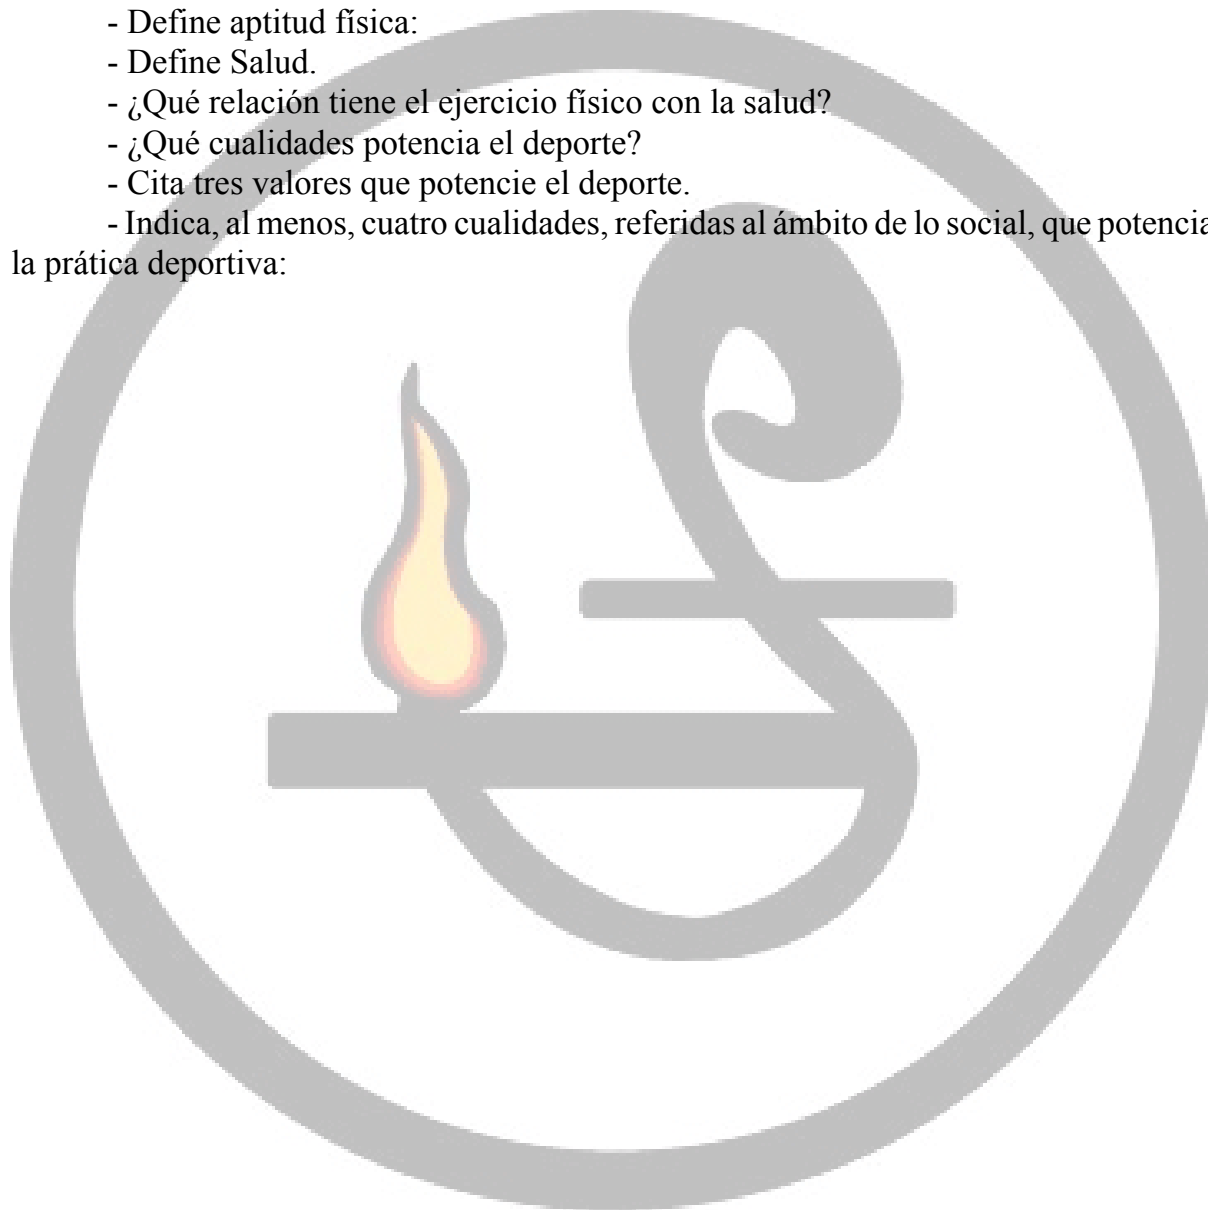 - Define aptitud física:
- Define Salud.
- ¿Qué relación tiene el ejercicio físico con la salud?
- ¿Qué cualidades potencia el deporte?
- Cita tres valores que potencie el deporte.
- Indica, al menos, cuatro cualidades, referidas al ámbito de lo social, que potencia
la prática deportiva: